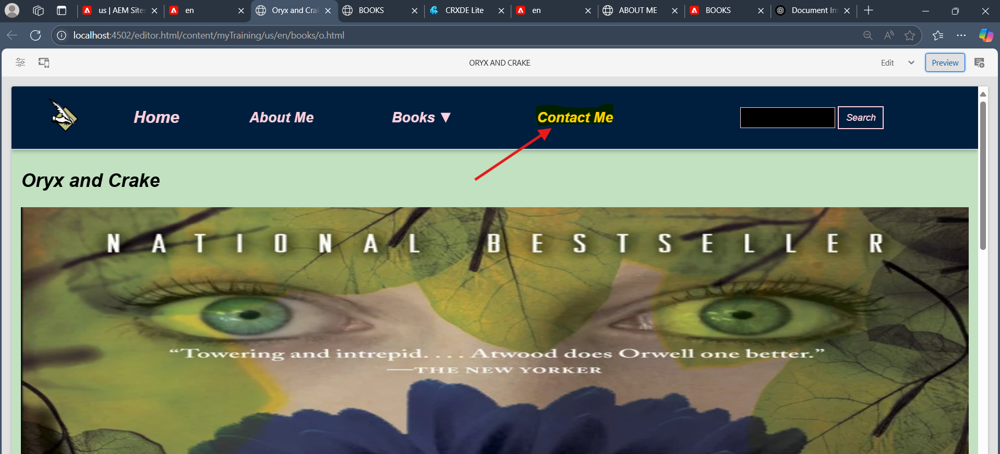 us | AEM Sites
en
Oryx and Cra
BOOKS
CRXDE Lite
en
ABOUT ME
BOOKS
Document Im
localhost:4502/editor.html/content/myTraining/us/en/books/o.html
ORYX AND CRAKE
Edit
Preview
Home
About Me
Books ▼
Contact Me
Search
Oryx and Crake
NATIONAL BESTSELLER
“Towering and intrepid. . . . Atwood does Orwell one better.”
—THE NEW YORKER